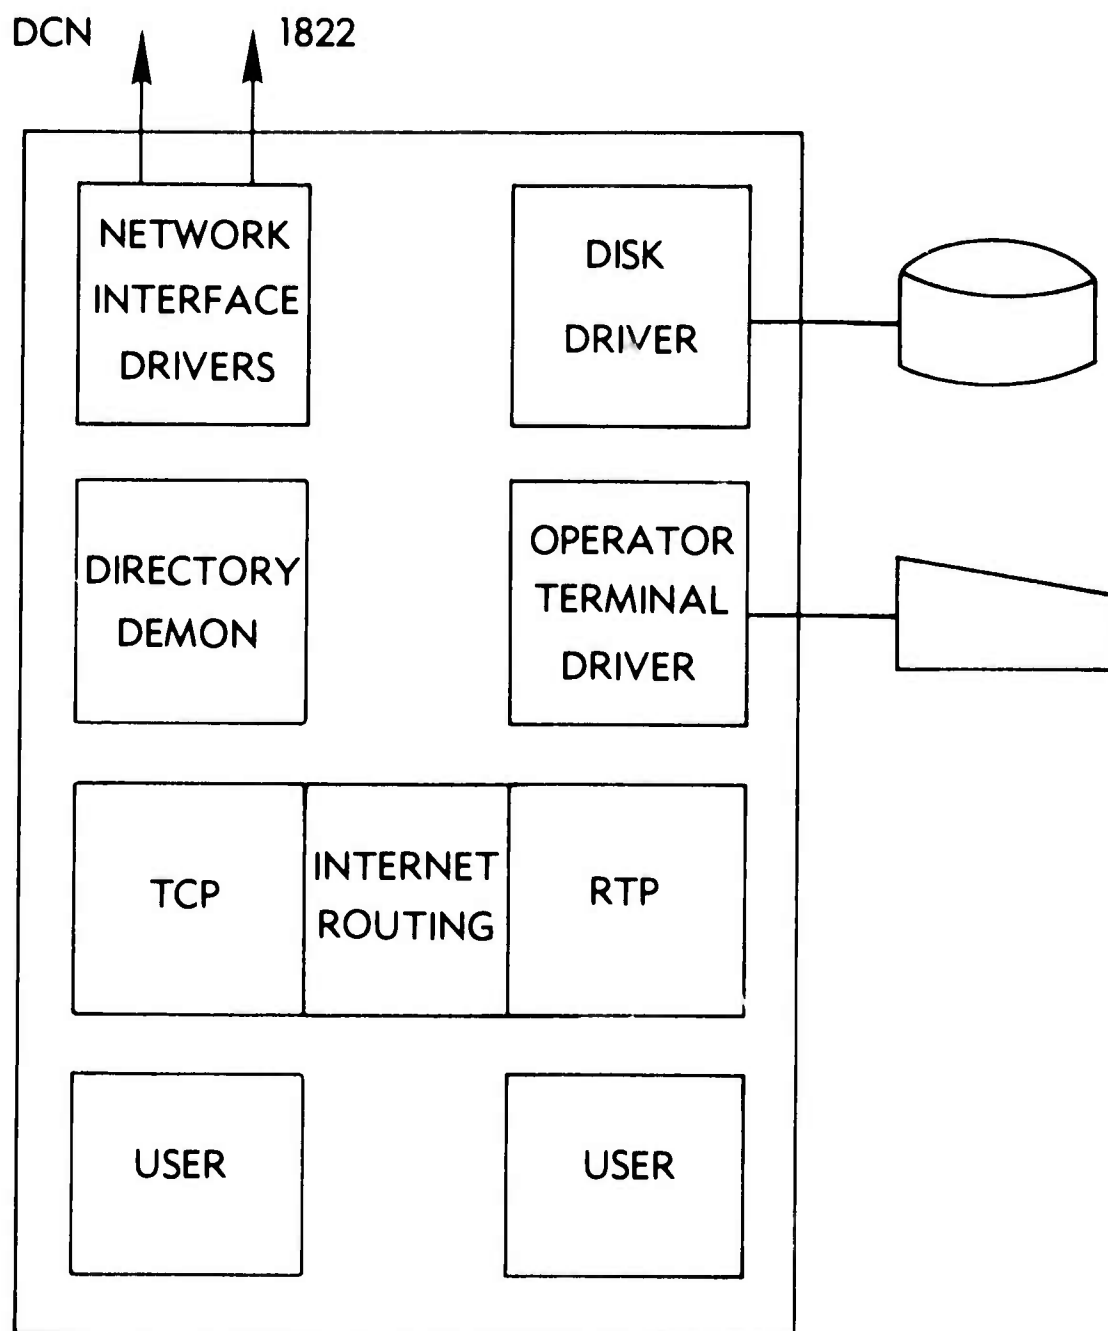 DCN
1822
NETWORK
INTERFACE
DRIVERS
DISK
DRIVER
DIRECTORY
DEMON
OPERATOR
TERMINAL
DRIVER
TCP
INTERNET
ROUTING
RTP
USER
USER